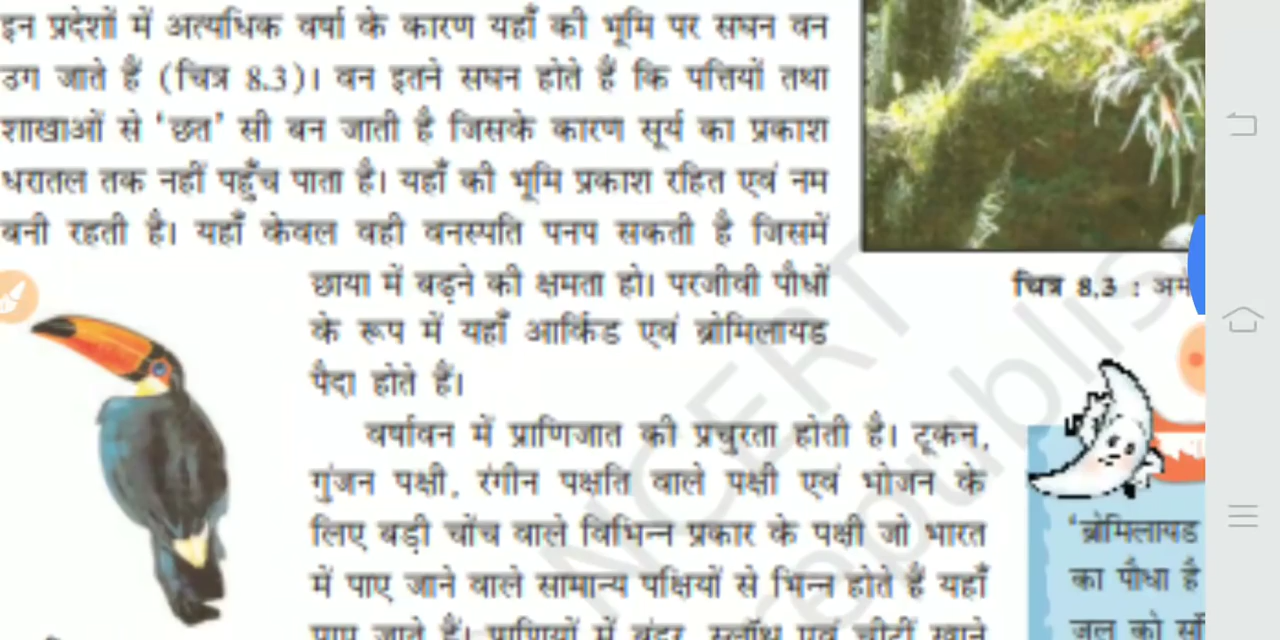 इन प्रदेशों में अत्यधिक वर्षा के कारण यहाँ की भूमि पर सघन वन
उग जाते हैं (चित्र 8.3)। वन इतने सघन होते हैं कि पत्तियों तथा
शाखाओं से ‘छत’ सी बन जाती है जिसके कारण सूर्य का प्रकाश
धरातल तक नहीं पहुँच पाता है। यहाँ की भूमि प्रकाश रहित एवं नम
बनी रहती है। यहाँ केवल वही वनस्पति पनप सकती है जिसमें
छाया में बढ़ने की क्षमता हो। परजीवी पौधों
के रूप में यहाँ आर्किड एवं ब्रोमिलायड
पैदा होते हैं।
वर्षावन में प्राणिजात की प्रचुरता होती है। टूकन,
गुंजन पक्षी, रंगीन पक्षति वाले पक्षी एवं भोजन के
लिए बड़ी चोंच वाले विभिन्न प्रकार के पक्षी जो भारत
में पाए जाने वाले सामान्य पक्षियों से भिन्न होते हैं यहाँ
पाए जाते हैं। प्राणियों में बंदर, स्लॉथ एवं चीटीं खाने
चित्र 8.3 : अमे
‘ब्रोमिलायड
का पौधा है
जल को
NCERT
republis